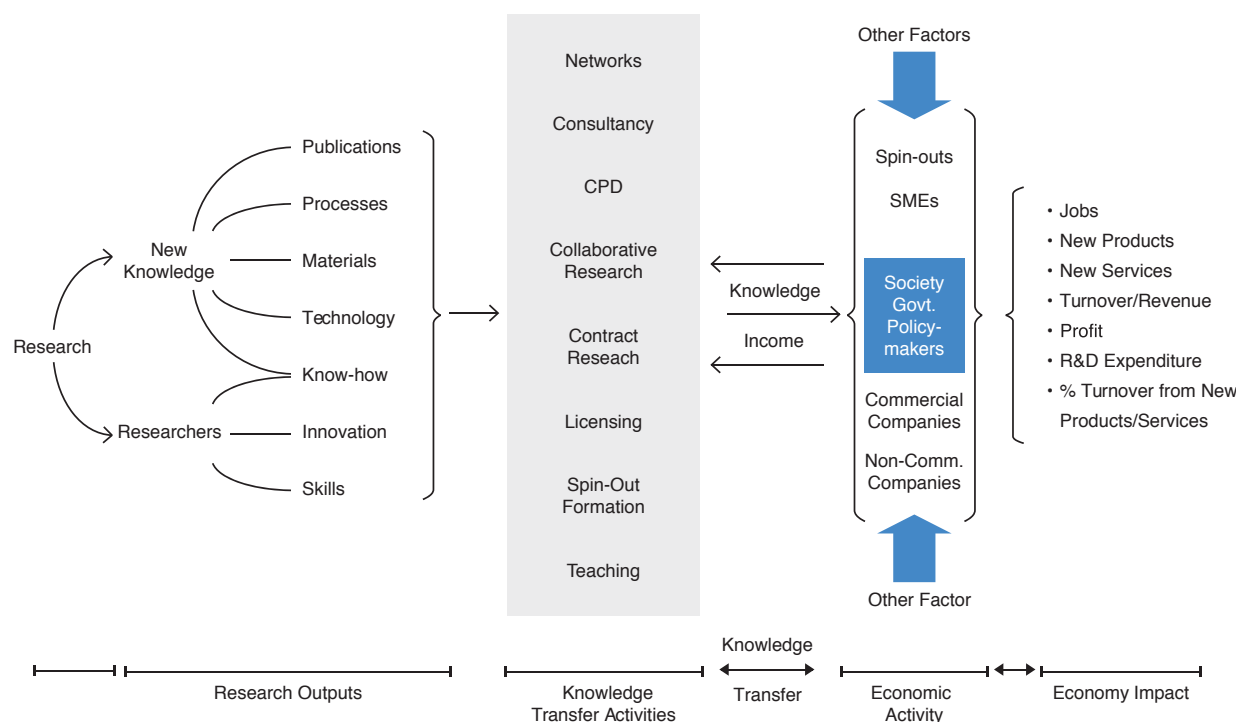 Research
New
Knowledge
Researchers
Publications
Processes
Materials
Technology
Know-how
Innovation
Skills
Networks
Consultancy
CPD
Collaborative
Research
Contract
Reseach
Licensing
Spin-Out
Formation
Teaching
Knowledge
Income
Other Factors
Spin-outs
SMEs
Society
Govt.
Policy-
makers
Commercial
Companies
Non-Comm.
Companies
Other Factor
• Jobs
• New Products
• New Services
• Turnover/Revenue
• Profit
• R&D Expenditure
• % Turnover from New
Products/Services
Research Outputs
Knowledge
Transfer Activities
Knowledge
Transfer
Economic
Activity
Economy Impact